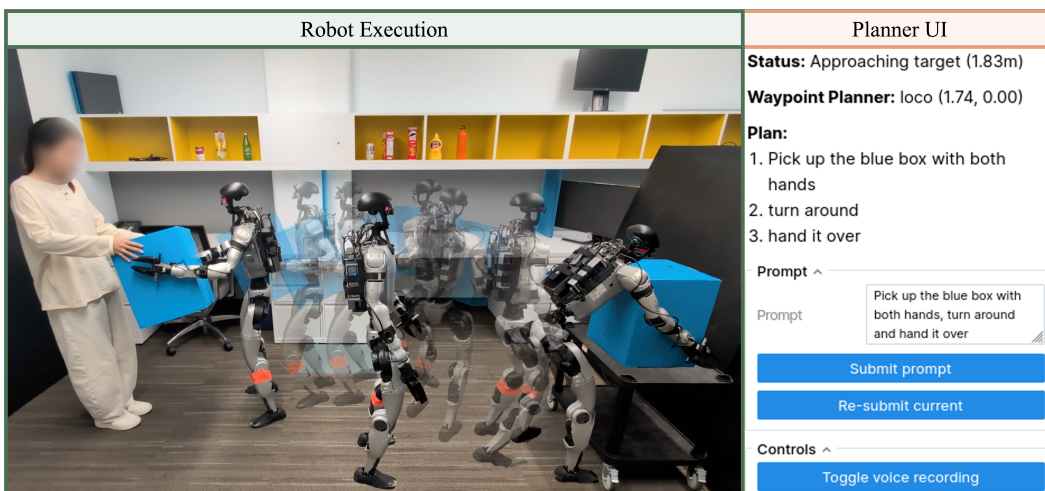 Robot Execution
Planner UI
Status: Approaching target (1.83m)
Waypoint Planner: loco (1.74, 0.00)
Plan:
1. Pick up the blue box with both
hands
2. turn around
3. hand it over
Prompt
Prompt
Pick up the blue box with
both hands, turn around
and hand it over
Submit prompt
Re-submit current
Controls
Toggle voice recording